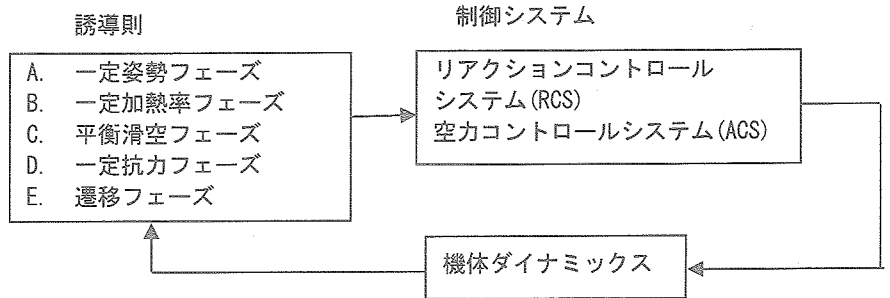 誘導則
制御システム
A. 一定姿勢フェーズ
B. 一定加熱率フェーズ
C. 平衡滑空フェーズ
D. 一定抗力フェーズ
E. 遷移フェーズ
リアクションコントロール
システム(RCS)
空力コントロールシステム(ACS)
機体ダイナミックス